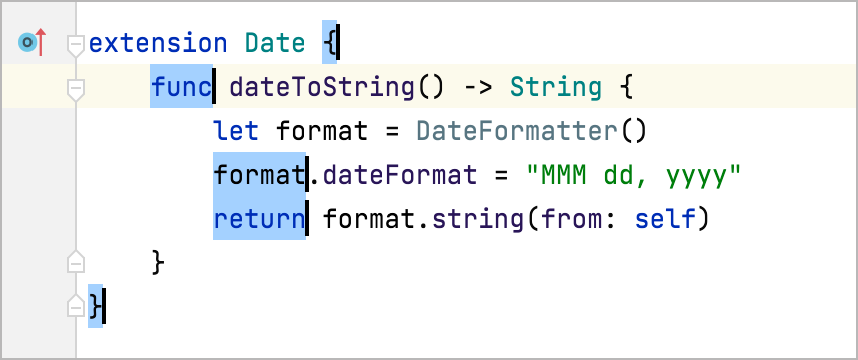 extension Date {
    func dateToString() -> String {
        let format = DateFormatter()
        format.dateFormat = "MMM dd, yyyy"
        return format.string(from: self)
    }
}